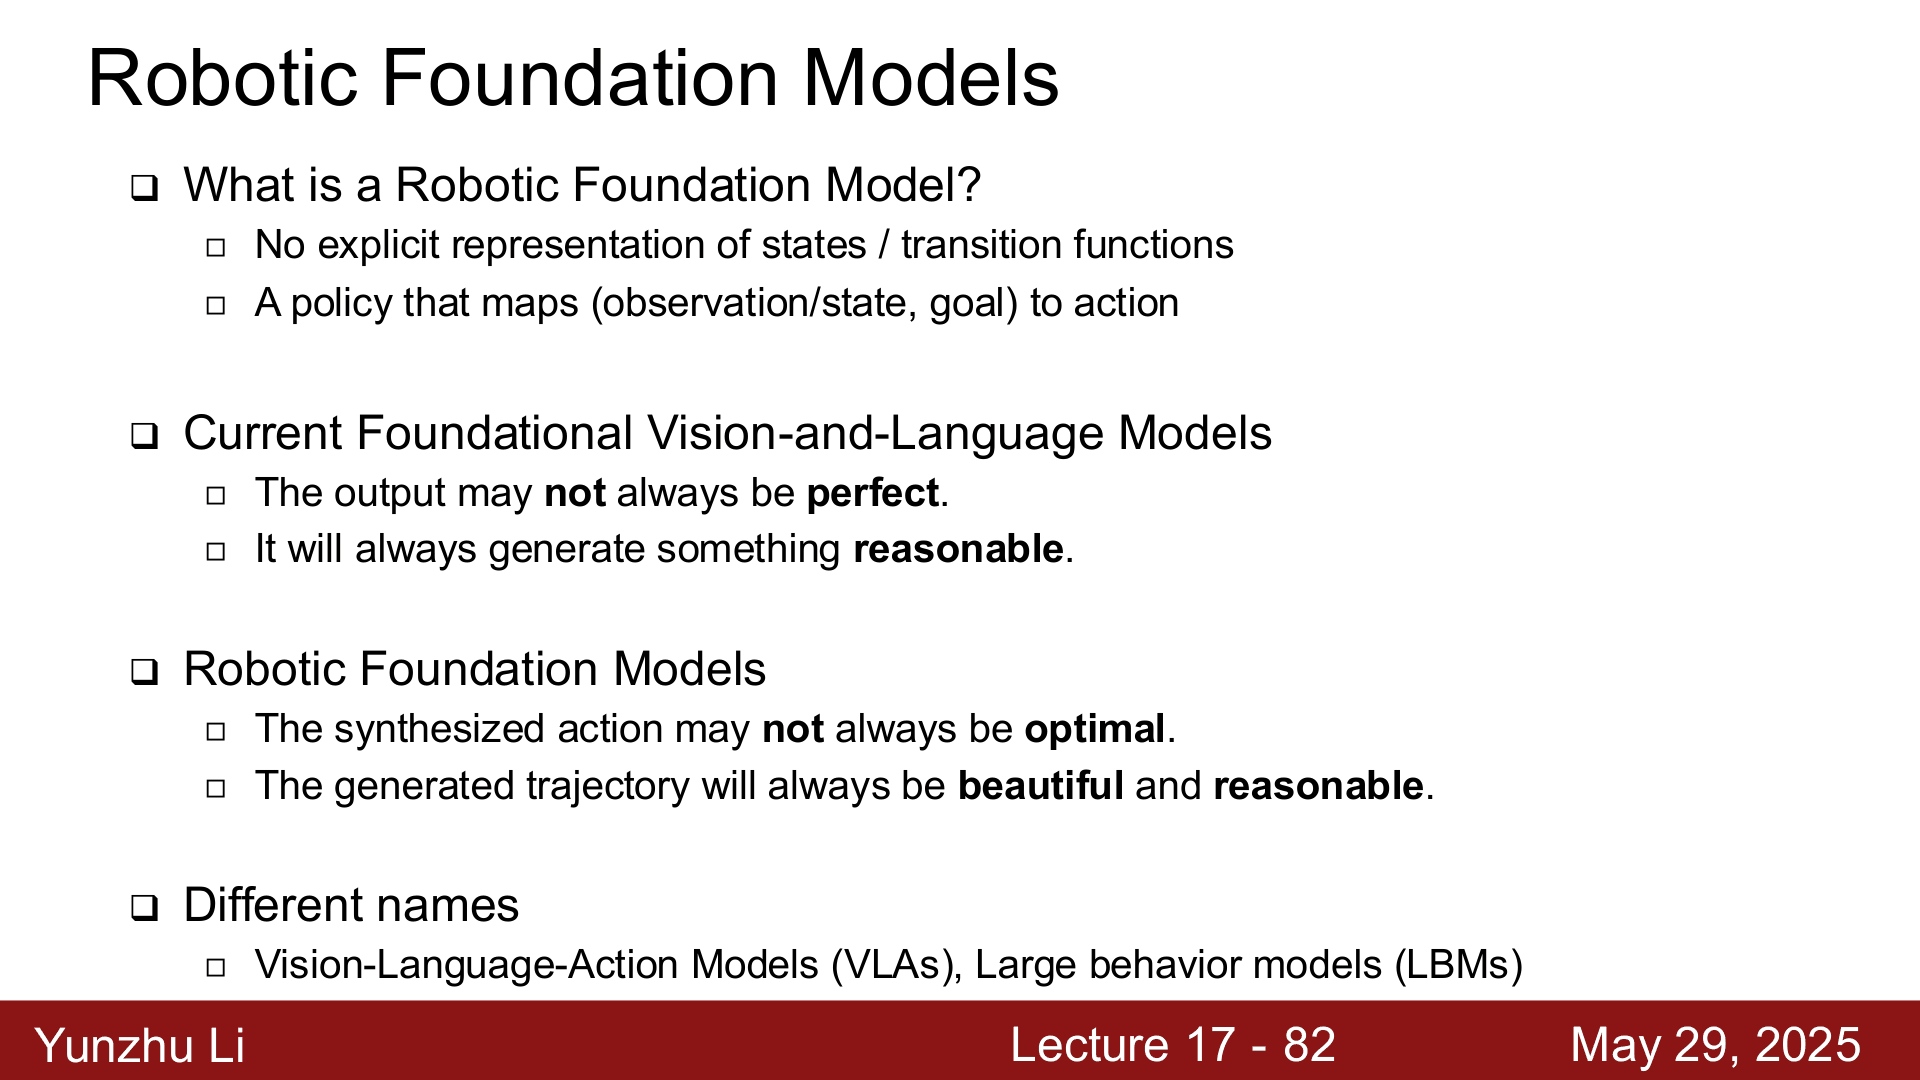 Robotic Foundation Models
What is a Robotic Foundation Model?
No explicit representation of states / transition functions
A policy that maps (observation/state, goal) to action
Current Foundational Vision-and-Language Models
The output may not always be perfect.
It will always generate something reasonable.
Robotic Foundation Models
The synthesized action may not always be optimal.
The generated trajectory will always be beautiful and reasonable.
Different names
Vision-Language-Action Models (VLAs), Large behavior models (LBMs)
Yunzhu Li
Lecture 17 - 82
May 29, 2025